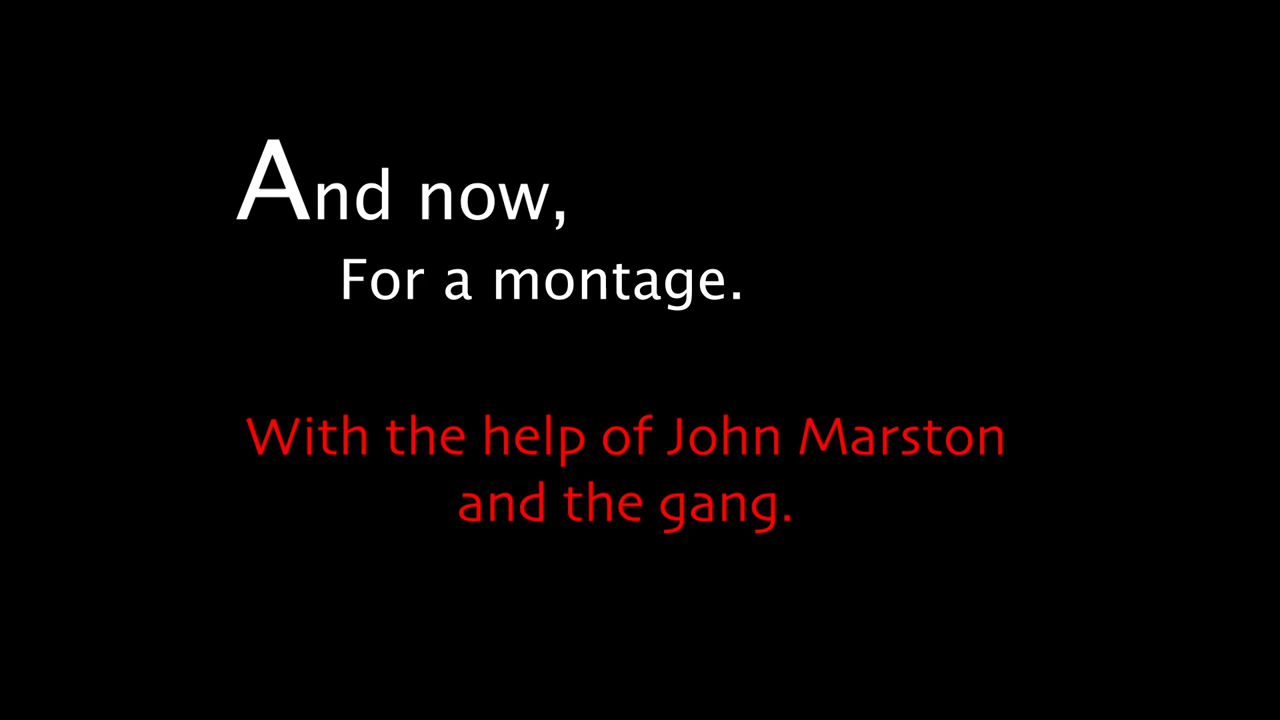 And now,
For a montage.
With the help of John Marston
and the gang.